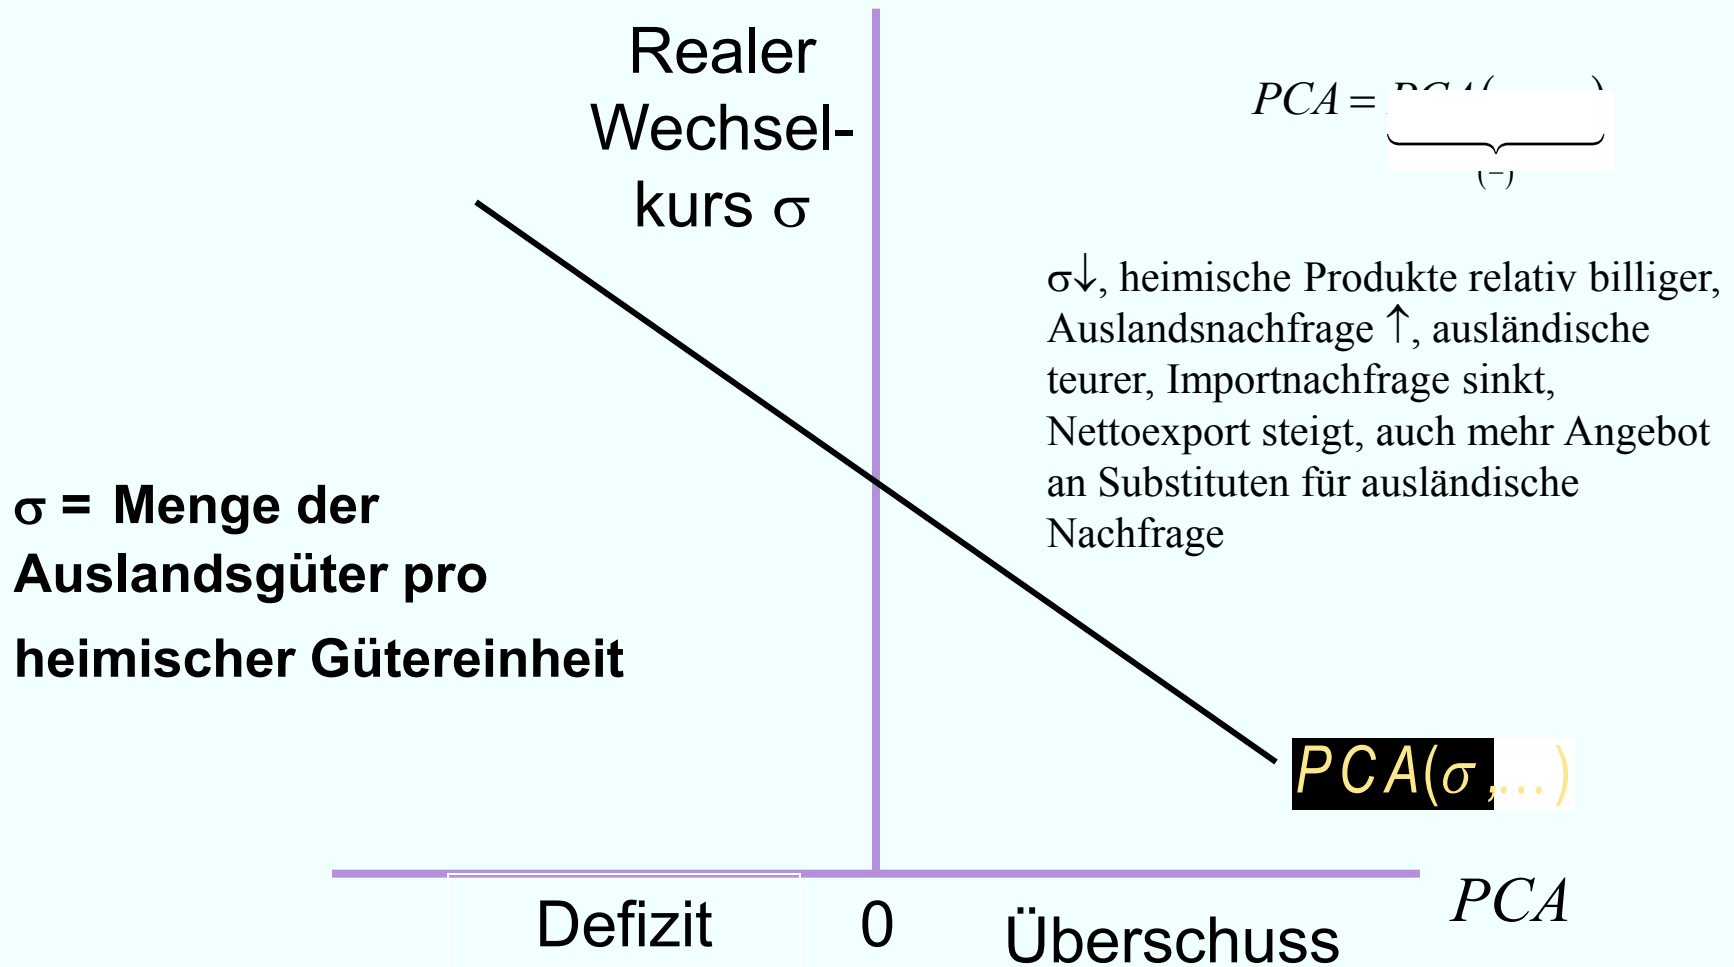 Realer
Wechsel-
kurs σ
PCA =
(−)
σ↓, heimische Produkte relativ billiger,
Auslandsnachfrage ↑, ausländische
teurer, Importnachfrage sinkt,
Nettoexport steigt, auch mehr Angebot
an Substituten für ausländische
Nachfrage
σ = Menge der
Auslandsgüter pro
heimischer Gütereinheit
PCA(σ,...)
Defizit
0
Überschuss
PCA